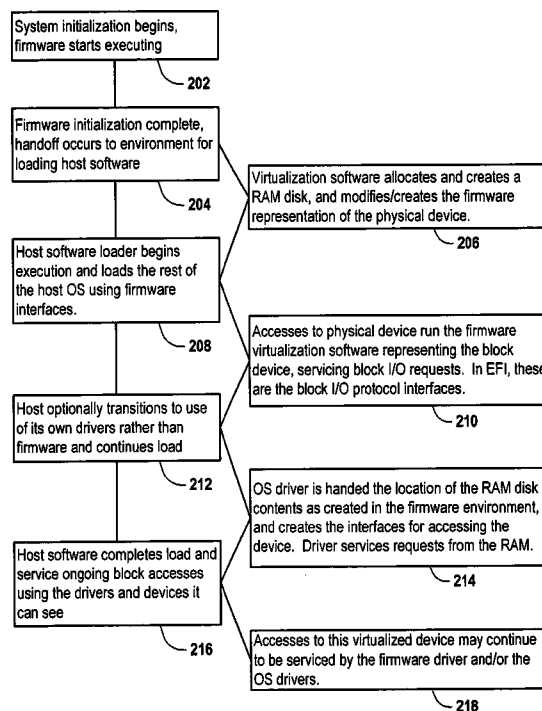 System initialization begins,
firmware starts executing
202
Firmware initialization complete,
handoff occurs to environment for
loading host software
204
Virtualization software allocates and creates a
RAM disk, and modifies/creates the firmware
representation of the physical device.
206
Host software loader begins
execution and loads the rest of
the host OS using firmware
interfaces.
208
Accesses to physical device run the firmware
virtualization software representing the block
device, servicing block I/O requests. In EFI, these
are the block I/O protocol interfaces.
210
Host optionally transitions to use
of its own drivers rather than
firmware and continues load
212
OS driver is handed the location of the RAM disk
contents as created in the firmware environment,
and creates the interfaces for accessing the
device. Driver services requests from the RAM.
214
Host software completes load and
service ongoing block accesses
using the drivers and devices it
can see
216
Accesses to this virtualized device may continue
to be serviced by the firmware driver and/or the
OS drivers.
218